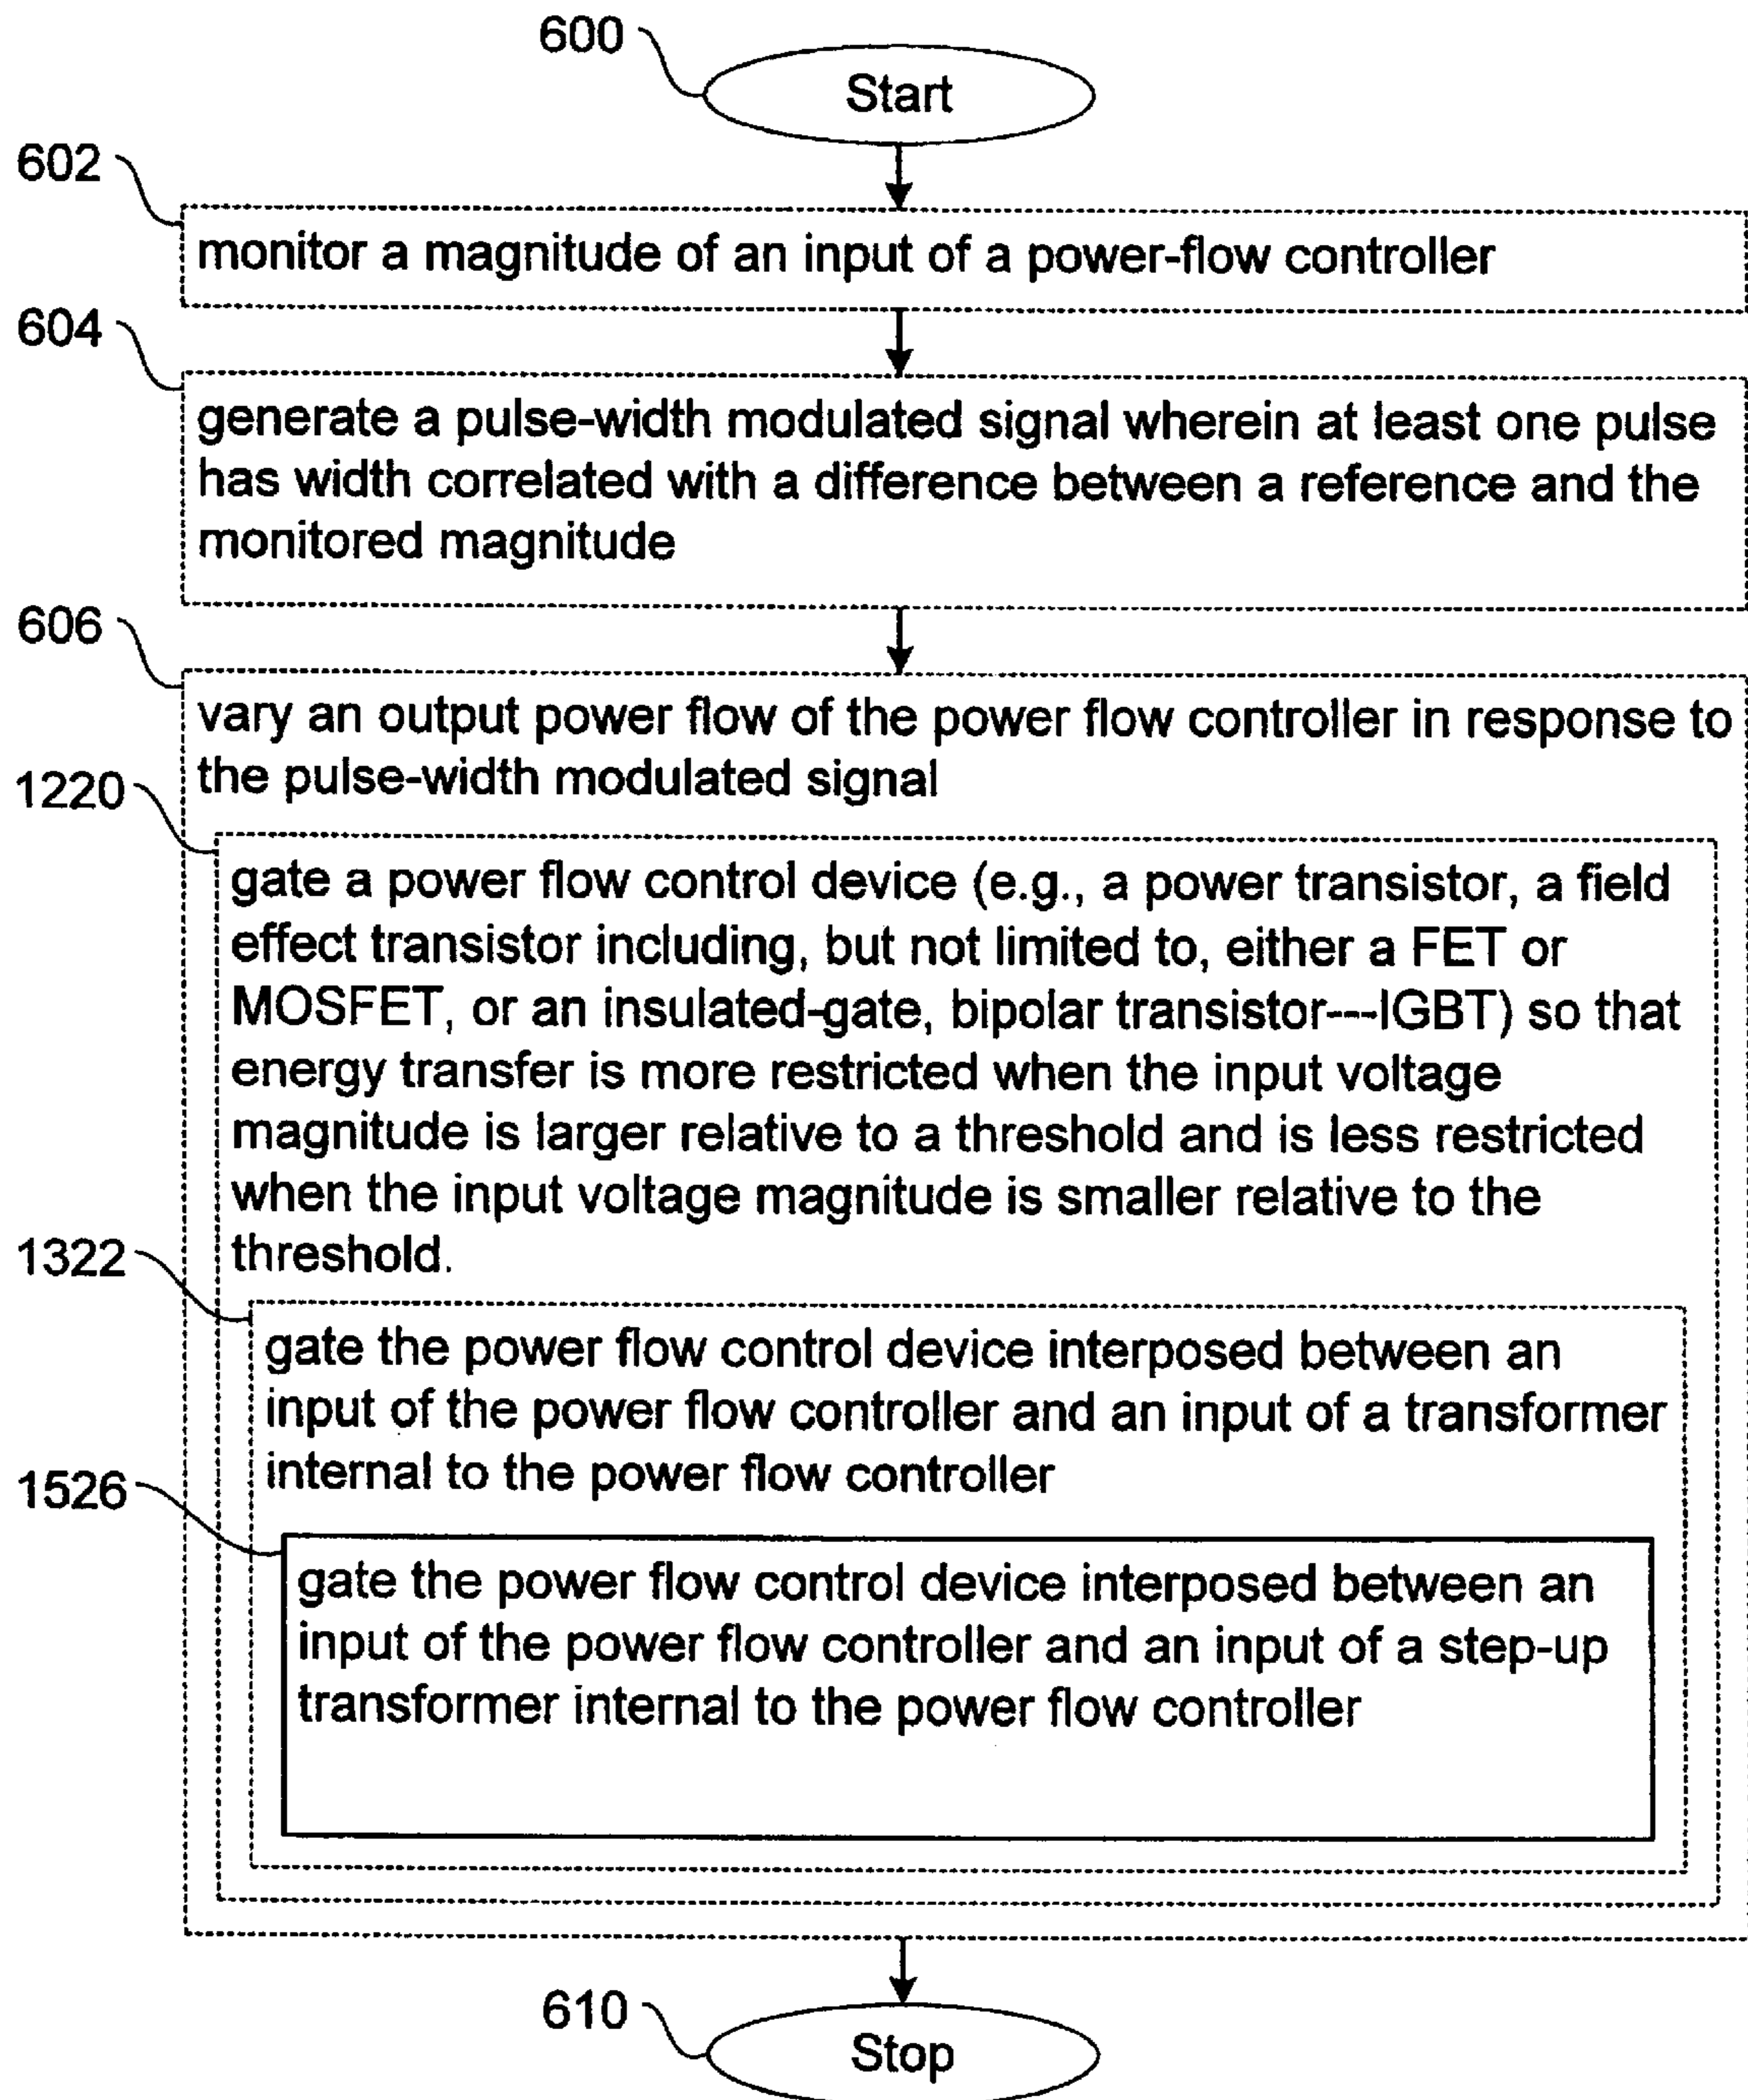 600
Start
602
monitor a magnitude of an input of a power-flow controller
604
generate a pulse-width modulated signal wherein at least one pulse
has width correlated with a difference between a reference and the
monitored magnitude
606
vary an output power flow of the power flow controller in response to
the pulse-width modulated signal
1220
gate a power flow control device (e.g., a power transistor, a field
effect transistor including, but not limited to, either a FET or
MOSFET, or an insulated-gate, bipolar transistor---IGBT) so that
energy transfer is more restricted when the input voltage
magnitude is larger relative to a threshold and is less restricted
when the input voltage magnitude is smaller relative to the
threshold.
1322
gate the power flow control device interposed between an
input of the power flow controller and an input of a transformer
internal to the power flow controller
1526
gate the power flow control device interposed between an
input of the power flow controller and an input of a step-up
transformer internal to the power flow controller
610
Stop